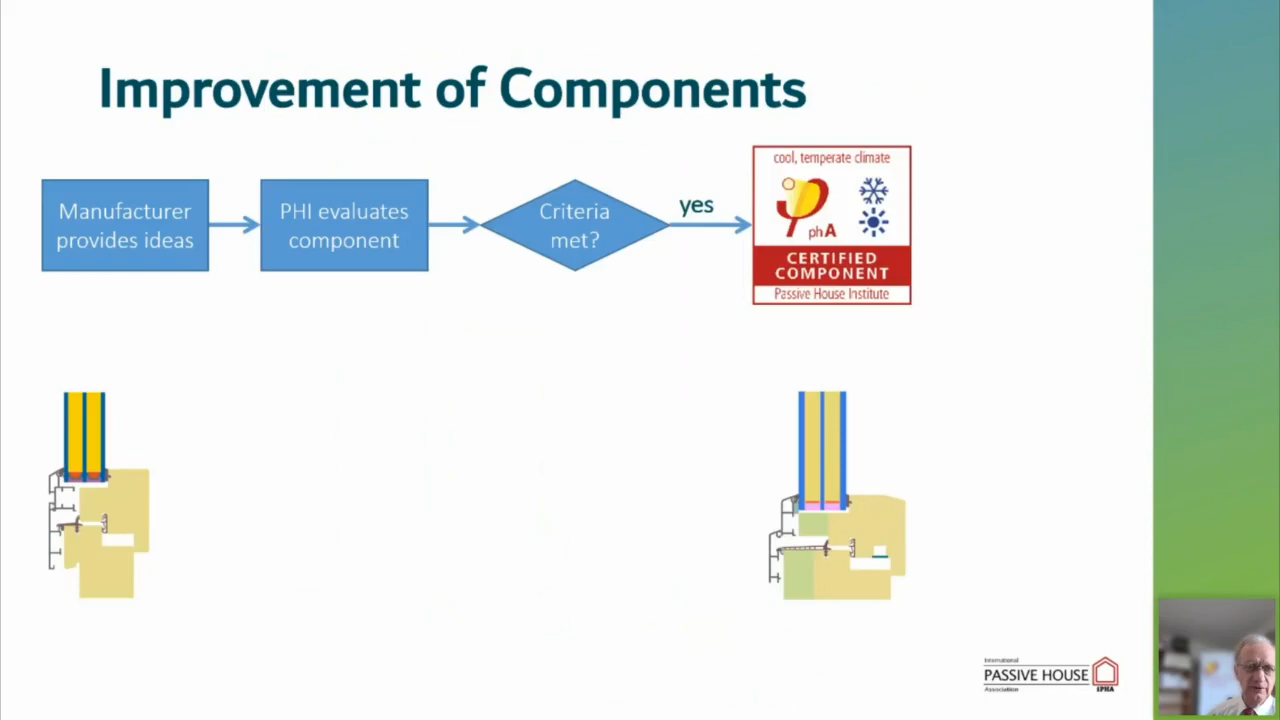 Improvement of Components
Manufacturer
provides ideas
PHI evaluates
component
Criteria
met?
yes
cool, temperate climate
phA
CERTIFIED
COMPONENT
Passive House Institute
International
PASSIVE HOUSE
Association
iPHA